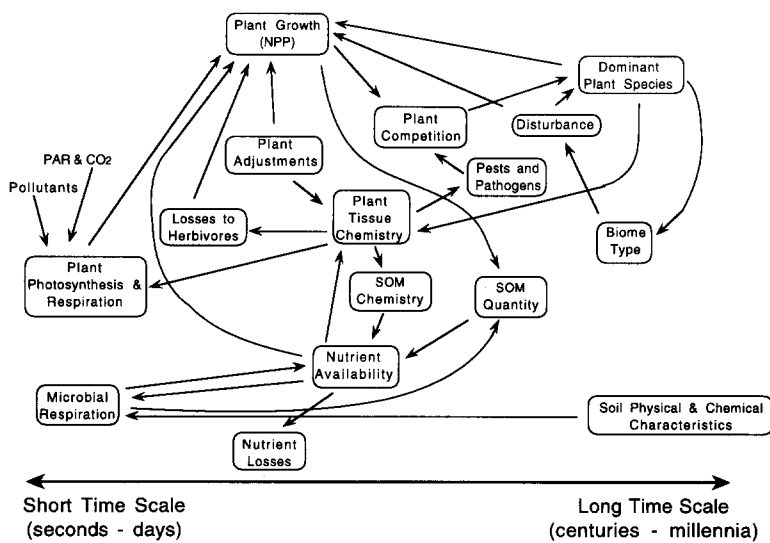 Plant Growth
(NPP)
Dominant
Plant Species
Plant
Competition
Disturbance
Plant
Adjustments
PAR & CO2
Pests and
Pathogens
Pollutants
Plant
Tissue
Chemistry
Losses to
Herbivores
Biome
Type
Plant
Photosynthesis &
Respiration
SOM
Chemistry
SOM
Quantity
Nutrient
Availability
Microbial
Respiration
Soil Physical & Chemical
Characteristics
Nutrient
Losses
Short Time Scale
(seconds - days)
Long Time Scale
(centuries - millennia)